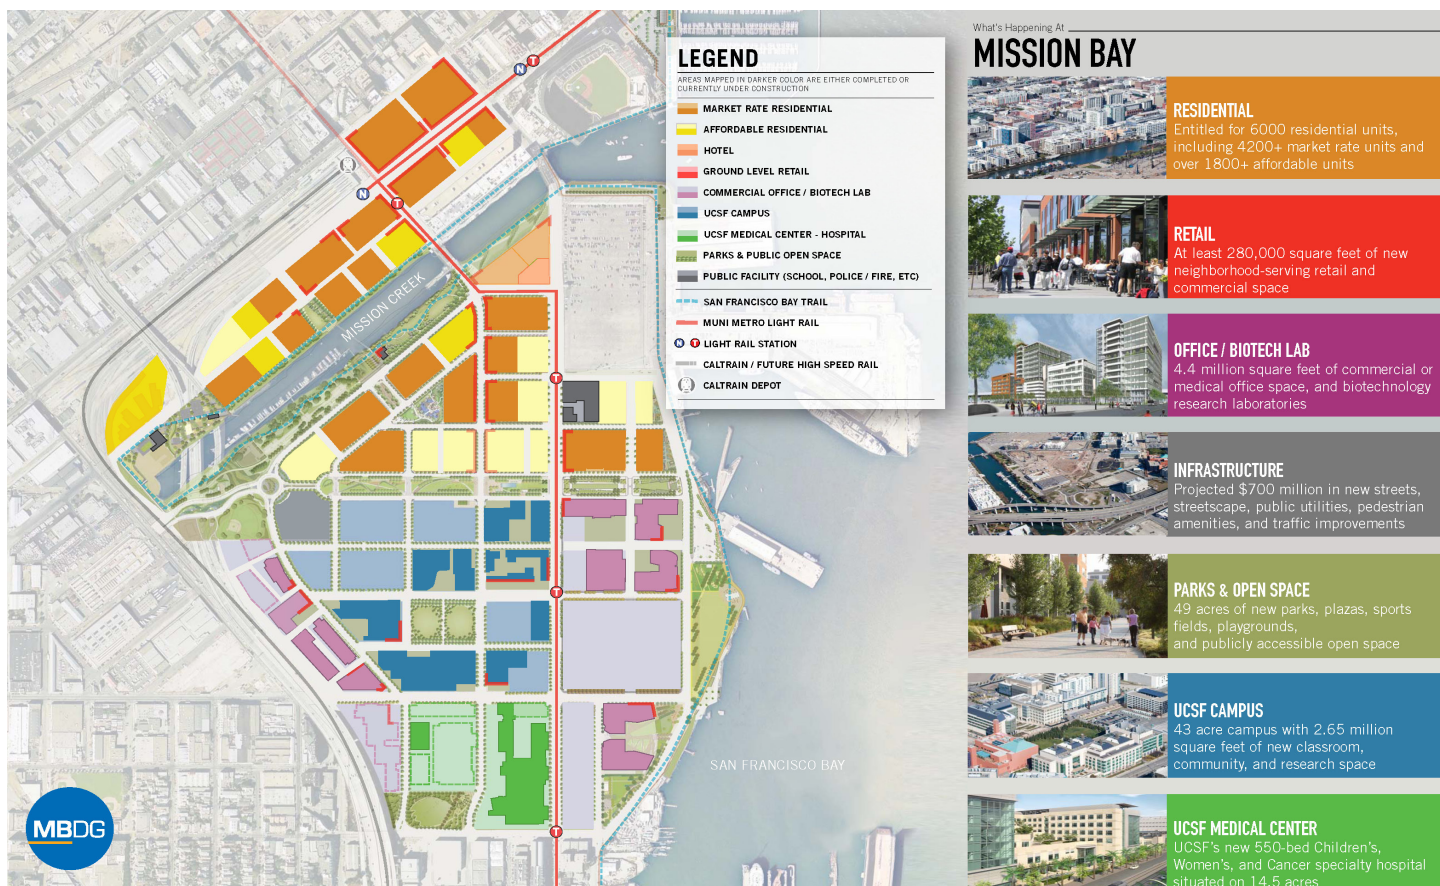 LEGEND
AREAS MAPPED IN DARKER COLOR ARE EITHER COMPLETED OR
CURRENTLY UNDER CONSTRUCTION
MARKET RATE RESIDENTIAL
AFFORDABLE RESIDENTIAL
HOTEL
GROUND LEVEL RETAIL
COMMERCIAL OFFICE / BIOTECH LAB
UCSF CAMPUS
UCSF MEDICAL CENTER - HOSPITAL
PARKS & PUBLIC OPEN SPACE
PUBLIC FACILITY (SCHOOL, POLICE / FIRE, ETC)
SAN FRANCISCO BAY TRAIL
MUNI METRO LIGHT RAIL
N T LIGHT RAIL STATION
CALTRAIN / FUTURE HIGH SPEED RAIL
CALTRAIN DEPOT
N T
N
T
MISSION CREEK
T
T
SAN FRANCISCO BAY
T
MBDG
What's Happening At
MISSION BAY
RESIDENTIAL
Entitled for 6000 residential units,
including 4200+ market rate units and
over 1800+ affordable units
RETAIL
At least 280,000 square feet of new
neighborhood-serving retail and
commercial space
OFFICE / BIOTECH LAB
4.4 million square feet of commercial or
medical office space, and biotechnology
research laboratories
INFRASTRUCTURE
Projected $700 million in new streets,
streetscape, public utilities, pedestrian
amenities, and traffic improvements
PARKS & OPEN SPACE
49 acres of new parks, plazas, sports
fields, playgrounds,
and publicly accessible open space
UCSF CAMPUS
43 acre campus with 2.65 million
square feet of new classroom,
community, and research space
UCSF MEDICAL CENTER
UCSF's new 550-bed Children's,
Women's, and Cancer specialty hospital
situated on 14.5 acres